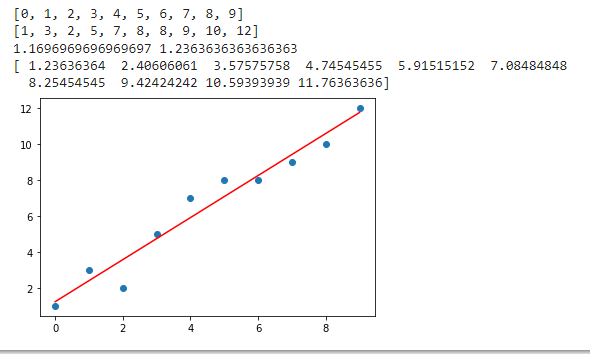 [0, 1, 2, 3, 4, 5, 6, 7, 8, 9]
[1, 3, 2, 5, 7, 8, 8, 9, 10, 12]
1.1696969696969697 1.2363636363636363
[ 1.23636364 2.40606061 3.57575758 4.74545455 5.91515152 7.08484848
8.25454545 9.42424242 10.59393939 11.76363636]
12
10
8
6
4
2
0 2 4 6 8